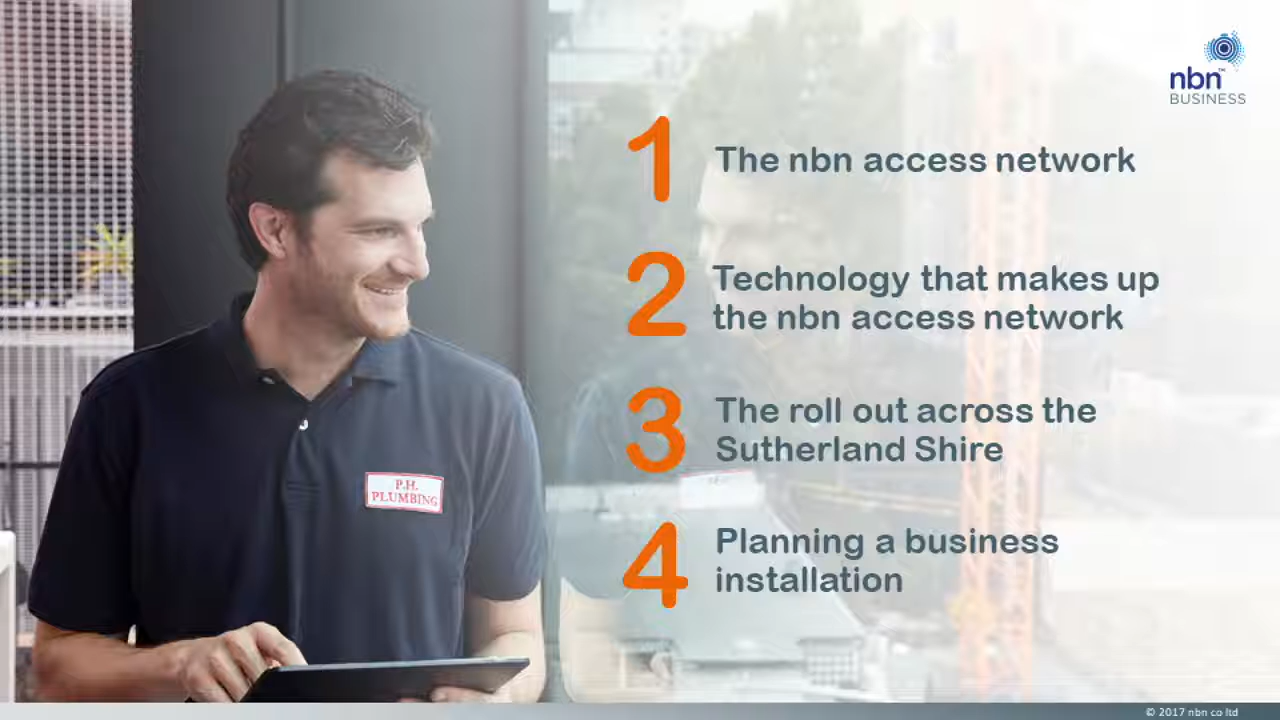 nbn™
BUSINESS
1
The nbn access network
2
Technology that makes up
the nbn access network
3
The roll out across the
Sutherland Shire
P.H.
PLUMBING
4
Planning a business
installation
© 2017 nbn co ltd